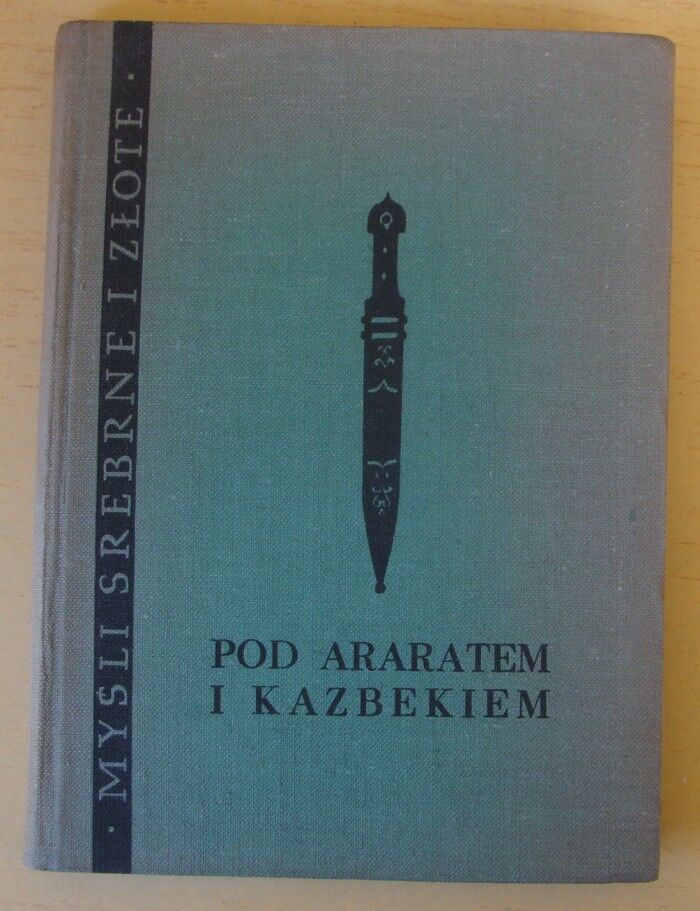 · MYŚLI SREBRNE I ZŁOTE ·
POD ARARATEM
I KAZBEKIEM